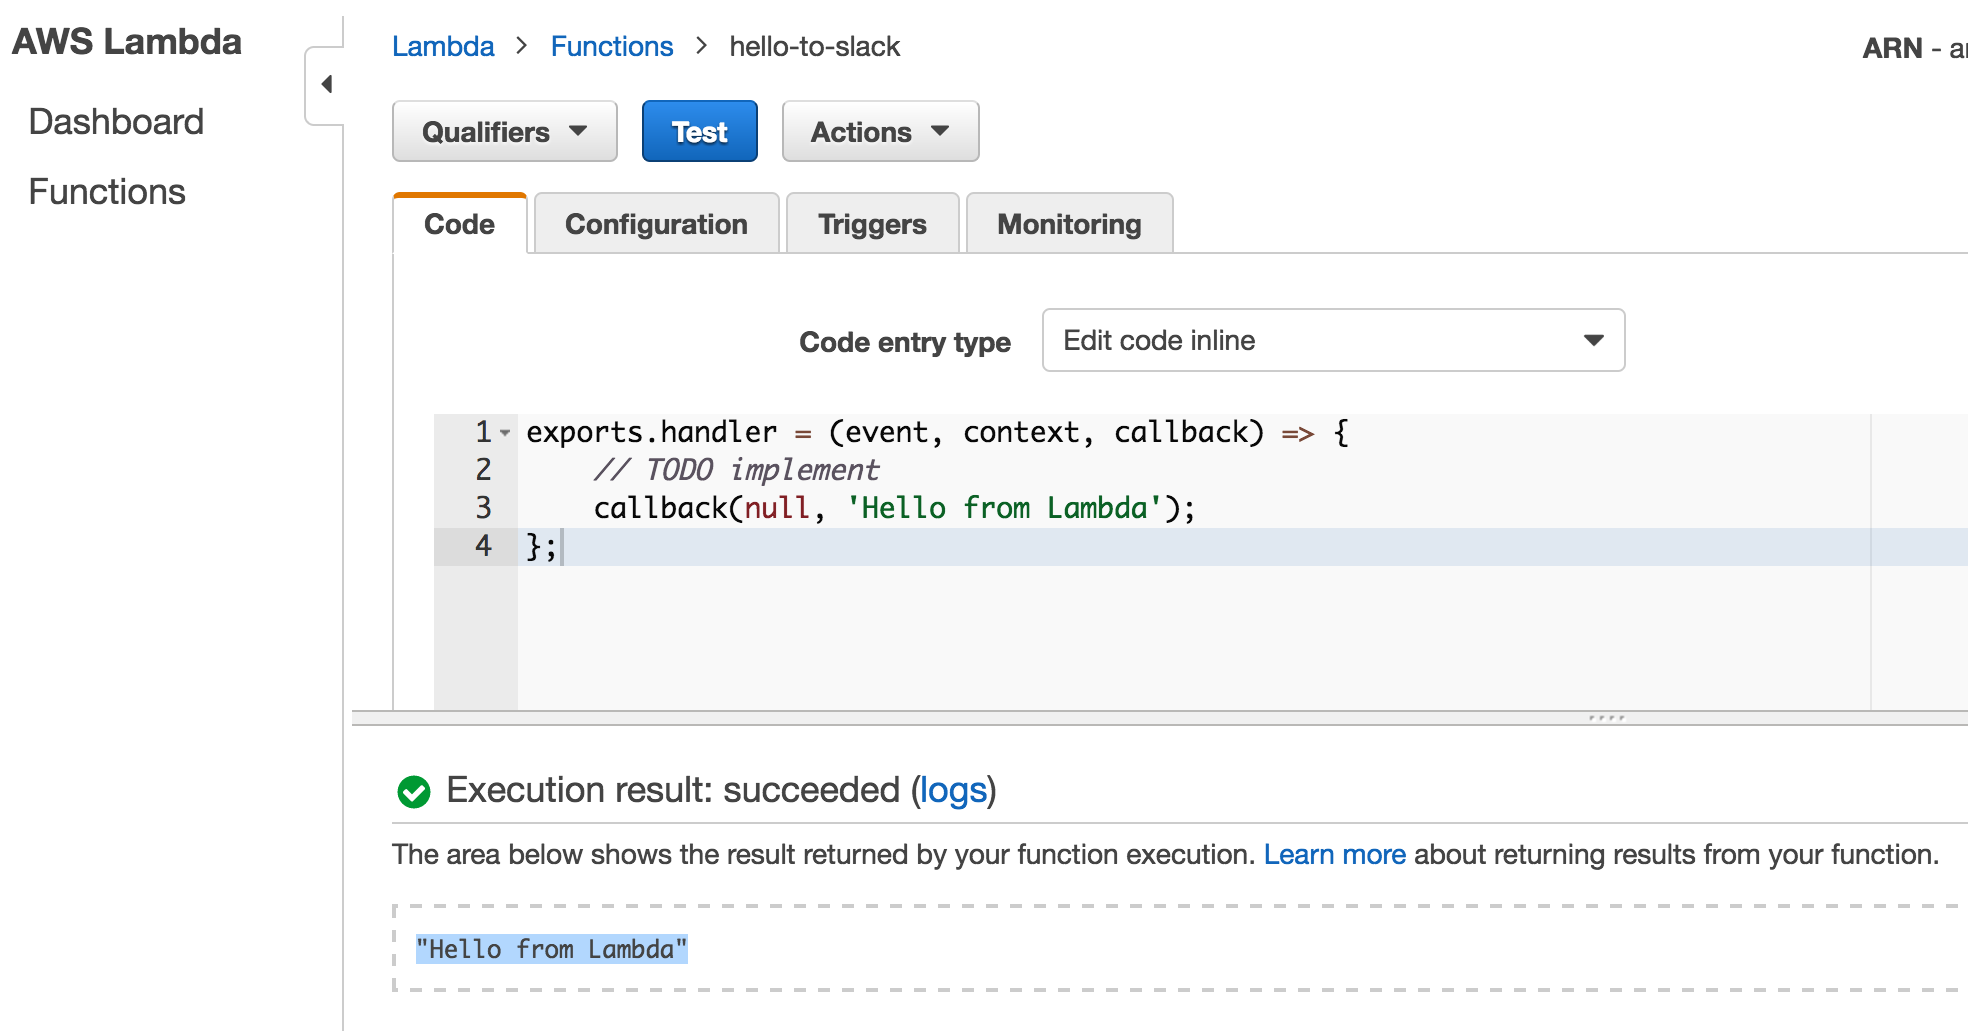 AWS Lambda
Dashboard
Functions
Lambda > Functions > hello-to-slack
ARN - ar
Qualifiers
Test
Actions
Code
Configuration
Triggers
Monitoring
Code entry type
Edit code inline
1 exports.handler = (event, context, callback) => {
2     // TODO implement
3     callback(null, 'Hello from Lambda');
4 };
Execution result: succeeded (logs)
The area below shows the result returned by your function execution. Learn more about returning results from your function.
"Hello from Lambda"